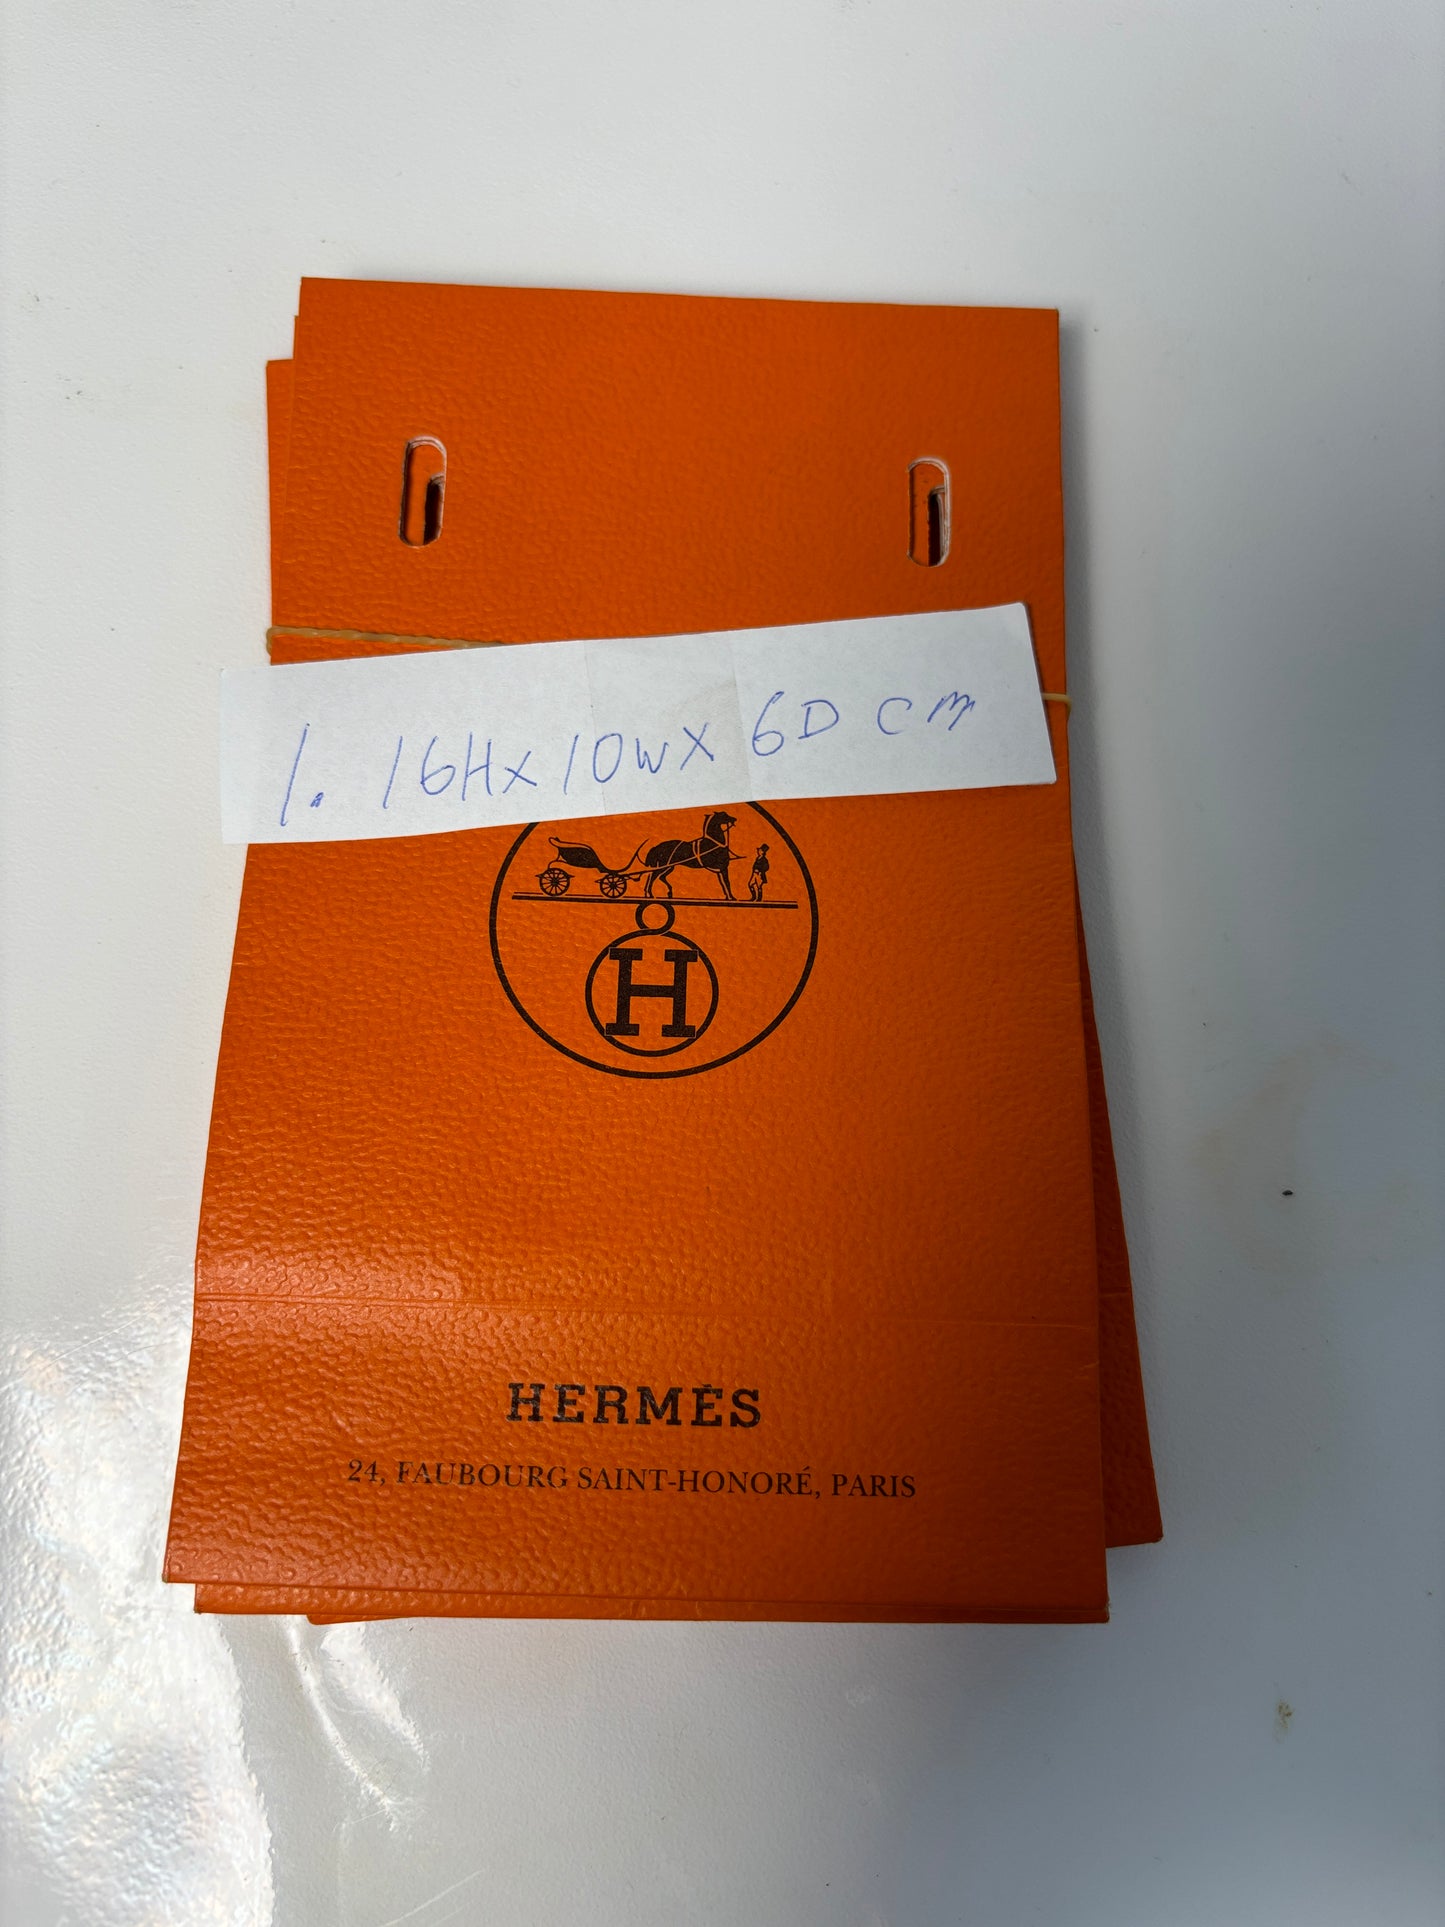 1. 16H x 10W x 6D cm
H
HERMÈS
24, FAUBOURG SAINT-HONORÉ, PARIS